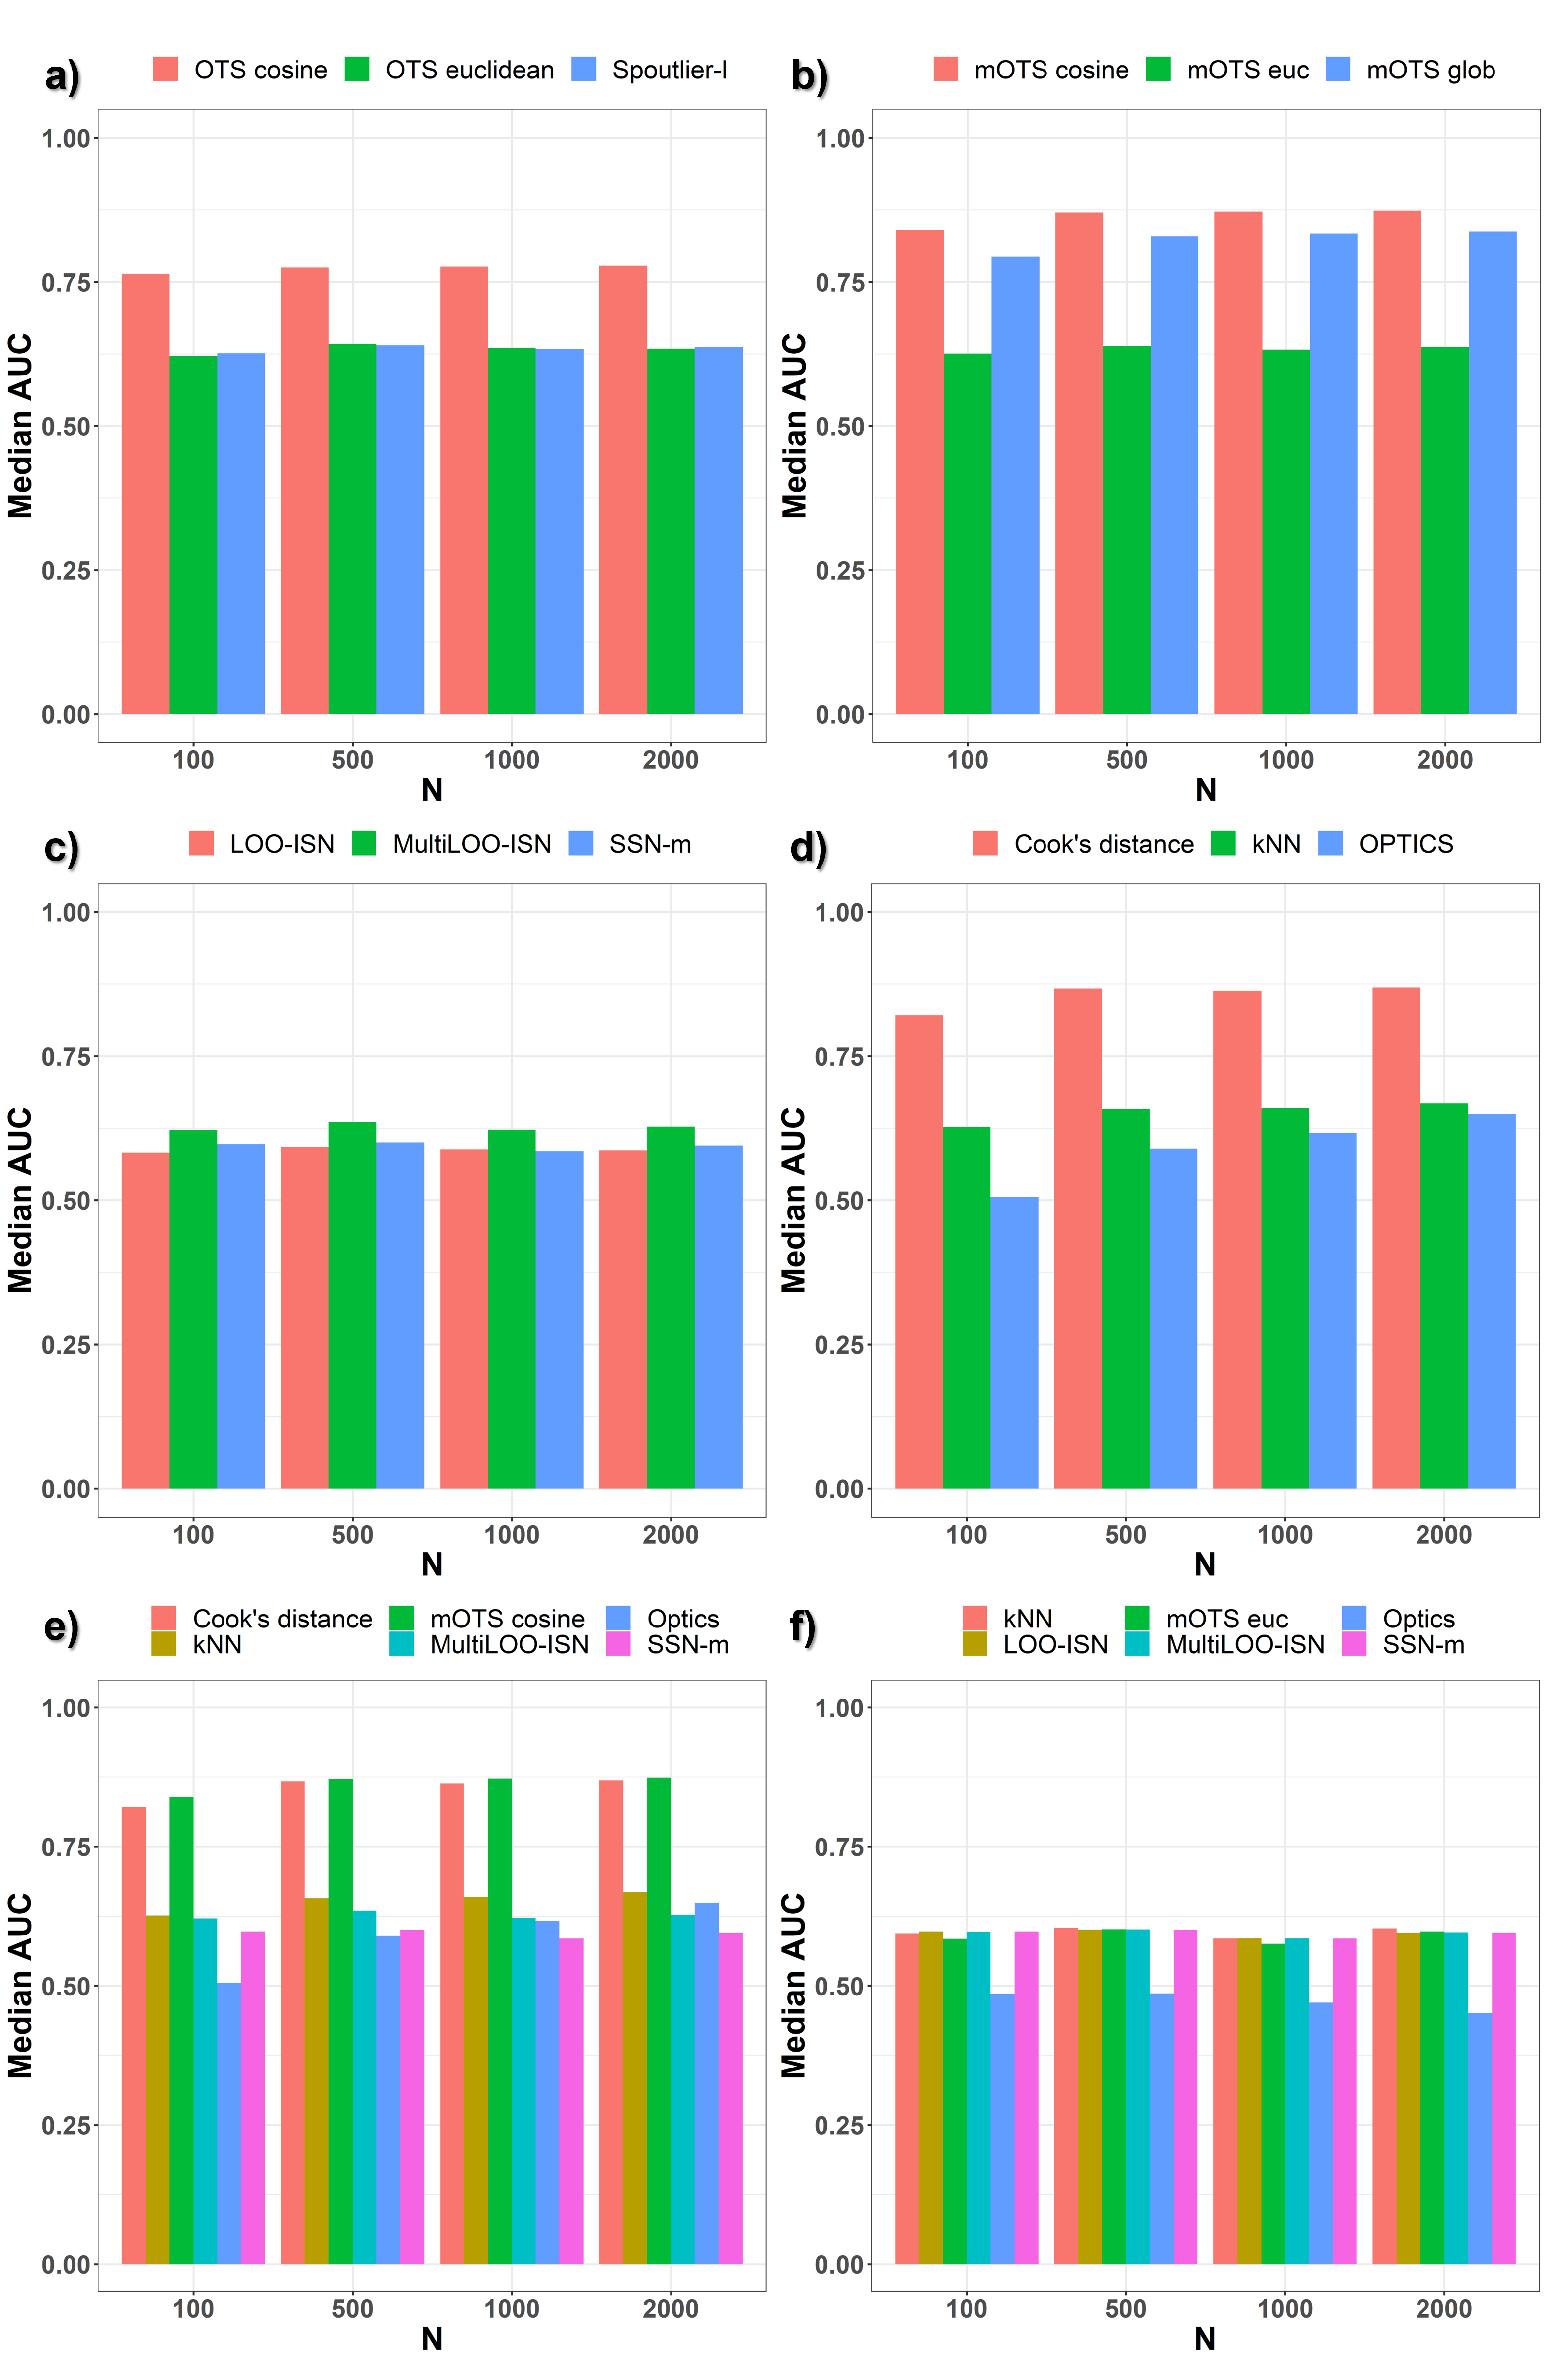 a) OTS cosine OTS euclidean Spoutlier-l
1.00
0.75
0.50
0.25
0.00
Median AUC
100 500 1000 2000
N
b) mOTS cosine mOTS euc mOTS glob
1.00
0.75
0.50
0.25
0.00
Median AUC
100 500 1000 2000
N
c) LOO-ISN MultiLOO-ISN SSN-m
1.00
0.75
0.50
0.25
0.00
Median AUC
100 500 1000 2000
N
d) Cook's distance kNN OPTICS
1.00
0.75
0.50
0.25
0.00
Median AUC
100 500 1000 2000
N
e) Cook's distance mOTS cosine Optics
kNN MultiLOO-ISN SSN-m
1.00
0.75
0.50
0.25
0.00
Median AUC
100 500 1000 2000
N
f) kNN mOTS euc Optics
LOO-ISN MultiLOO-ISN SSN-m
1.00
0.75
0.50
0.25
0.00
Median AUC
100 500 1000 2000
N